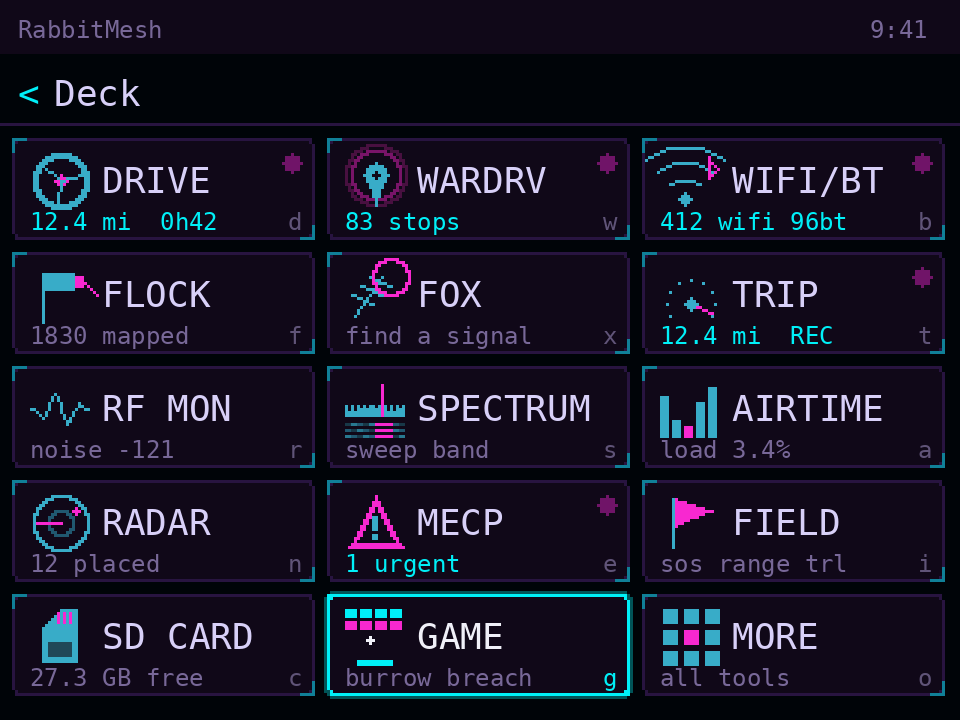 RabbitMesh 9:41
< Deck
DRIVE
12.4 mi 0h42 d
WARDRV
83 stops w
WIFI/BT
412 wifi 96bt b
FLOCK
1830 mapped f
FOX
find a signal x
TRIP
12.4 mi REC t
RF MON
noise -121 r
SPECTRUM
sweep band s
AIRTIME
load 3.4% a
RADAR
12 placed n
MECP
1 urgent e
FIELD
sos range trl i
SD CARD
27.3 GB free c
GAME
burrow breach g
MORE
all tools o